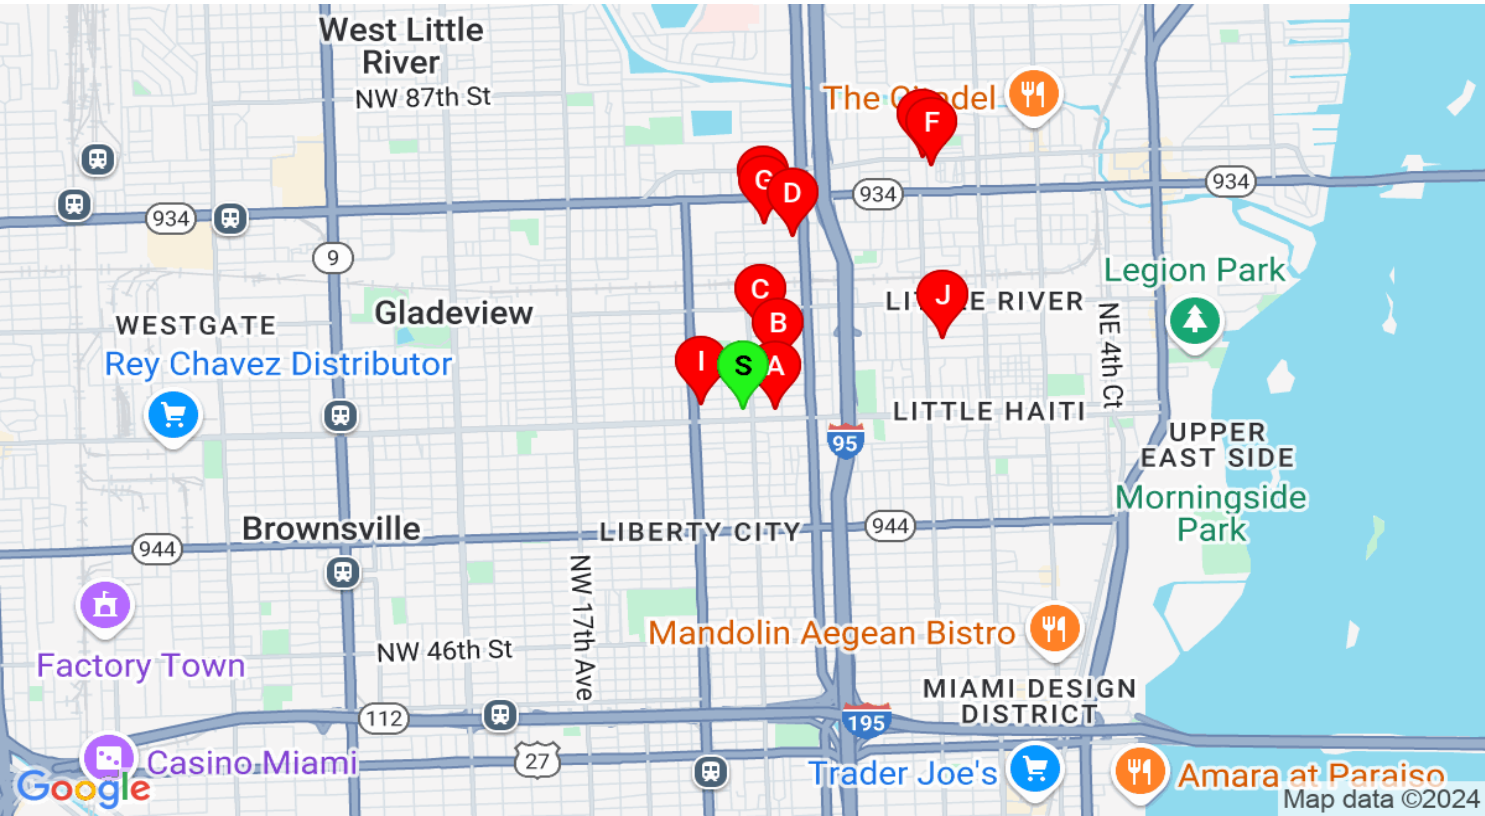 West Little
River
NW 87th St
The
F
G
D
934
934
934
9
Legion Park
C
J
RIVER
Gladeview
B
WESTGATE
NE 4th Ct
Rey Chavez Distributor
I
S
A
LITTLE HAITI
95
UPPER
EAST SIDE
Morningside
Park
Brownsville
LIBERTY CITY
944
944
NW 17th Ave
Mandolin Aegean Bistro
NW 46th St
Factory Town
MIAMI DESIGN
DISTRICT
112
195
27
Casino Miami
Trader Joe's
Amara at Paraiso
Google
Map data ©2024